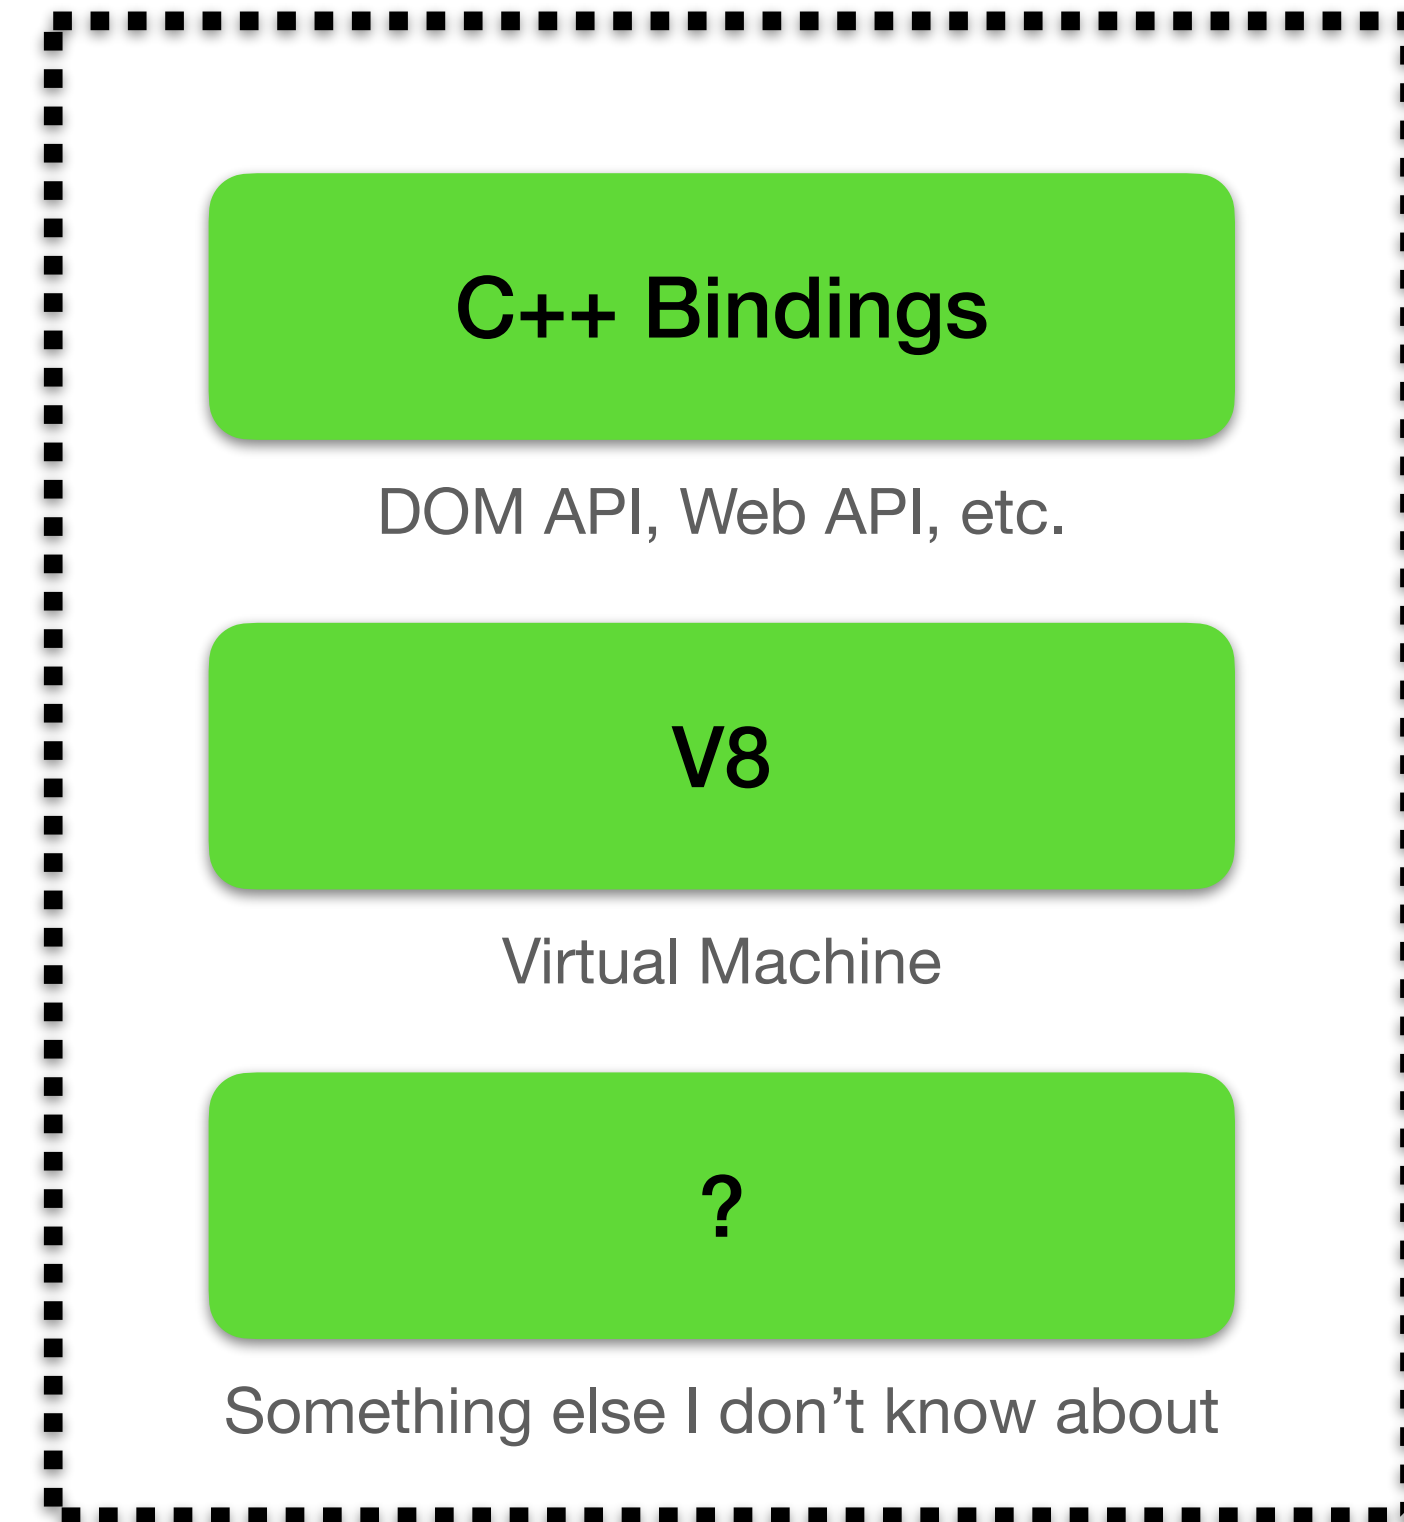 C++ Bindings
DOM API, Web API, etc.
V8
Virtual Machine
?
Something else I don’t know about